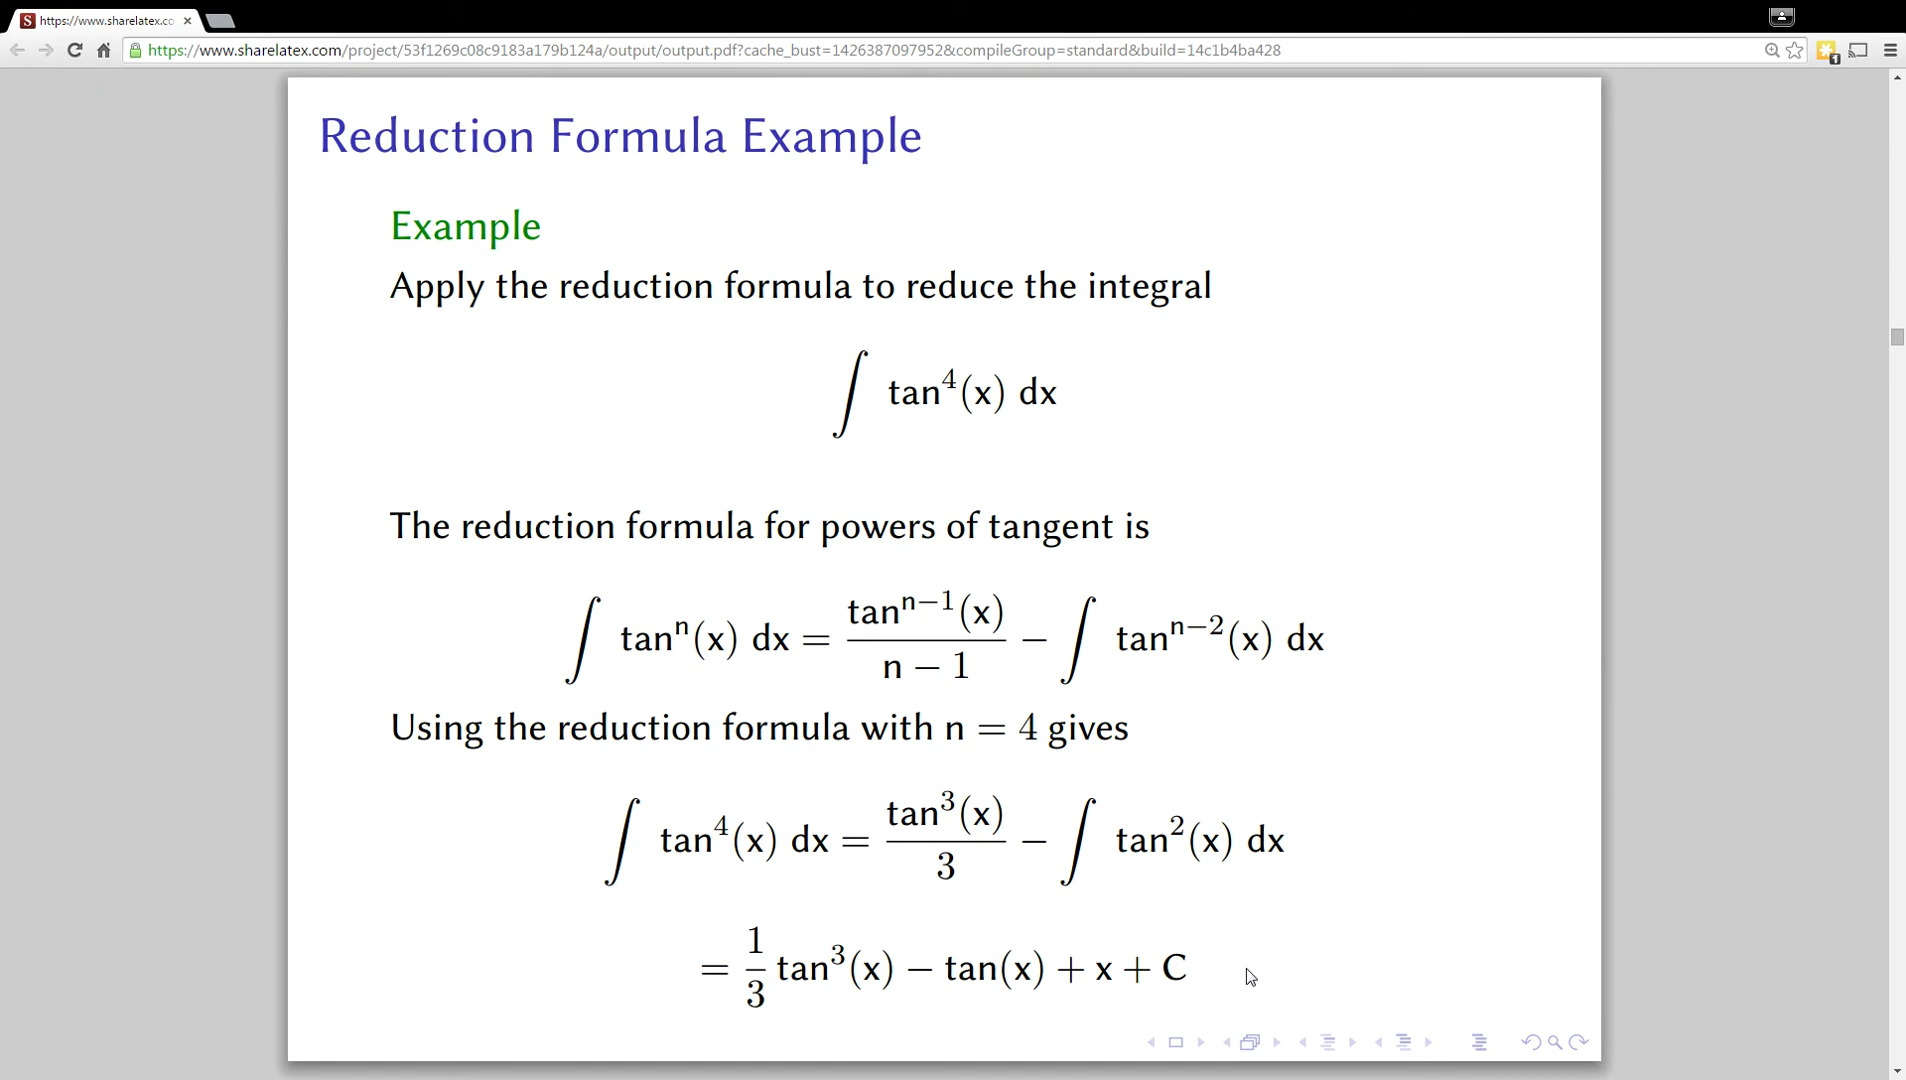 https://www.sharelatex.co
https://www.sharelatex.com/project/53f1269c08c9183a179b124a/output/output.pdf?cache_bust=1426387097952&compileGroup=standard&build=14c1b4ba428
Reduction Formula Example
Example
Apply the reduction formula to reduce the integral
∫ tan⁴(x) dx
The reduction formula for powers of tangent is
∫ tanⁿ(x) dx = tanⁿ⁻¹(x) / (n − 1) − ∫ tanⁿ⁻²(x) dx
Using the reduction formula with n = 4 gives
∫ tan⁴(x) dx = tan³(x) / 3 − ∫ tan²(x) dx
= 1/3 tan³(x) − tan(x) + x + C